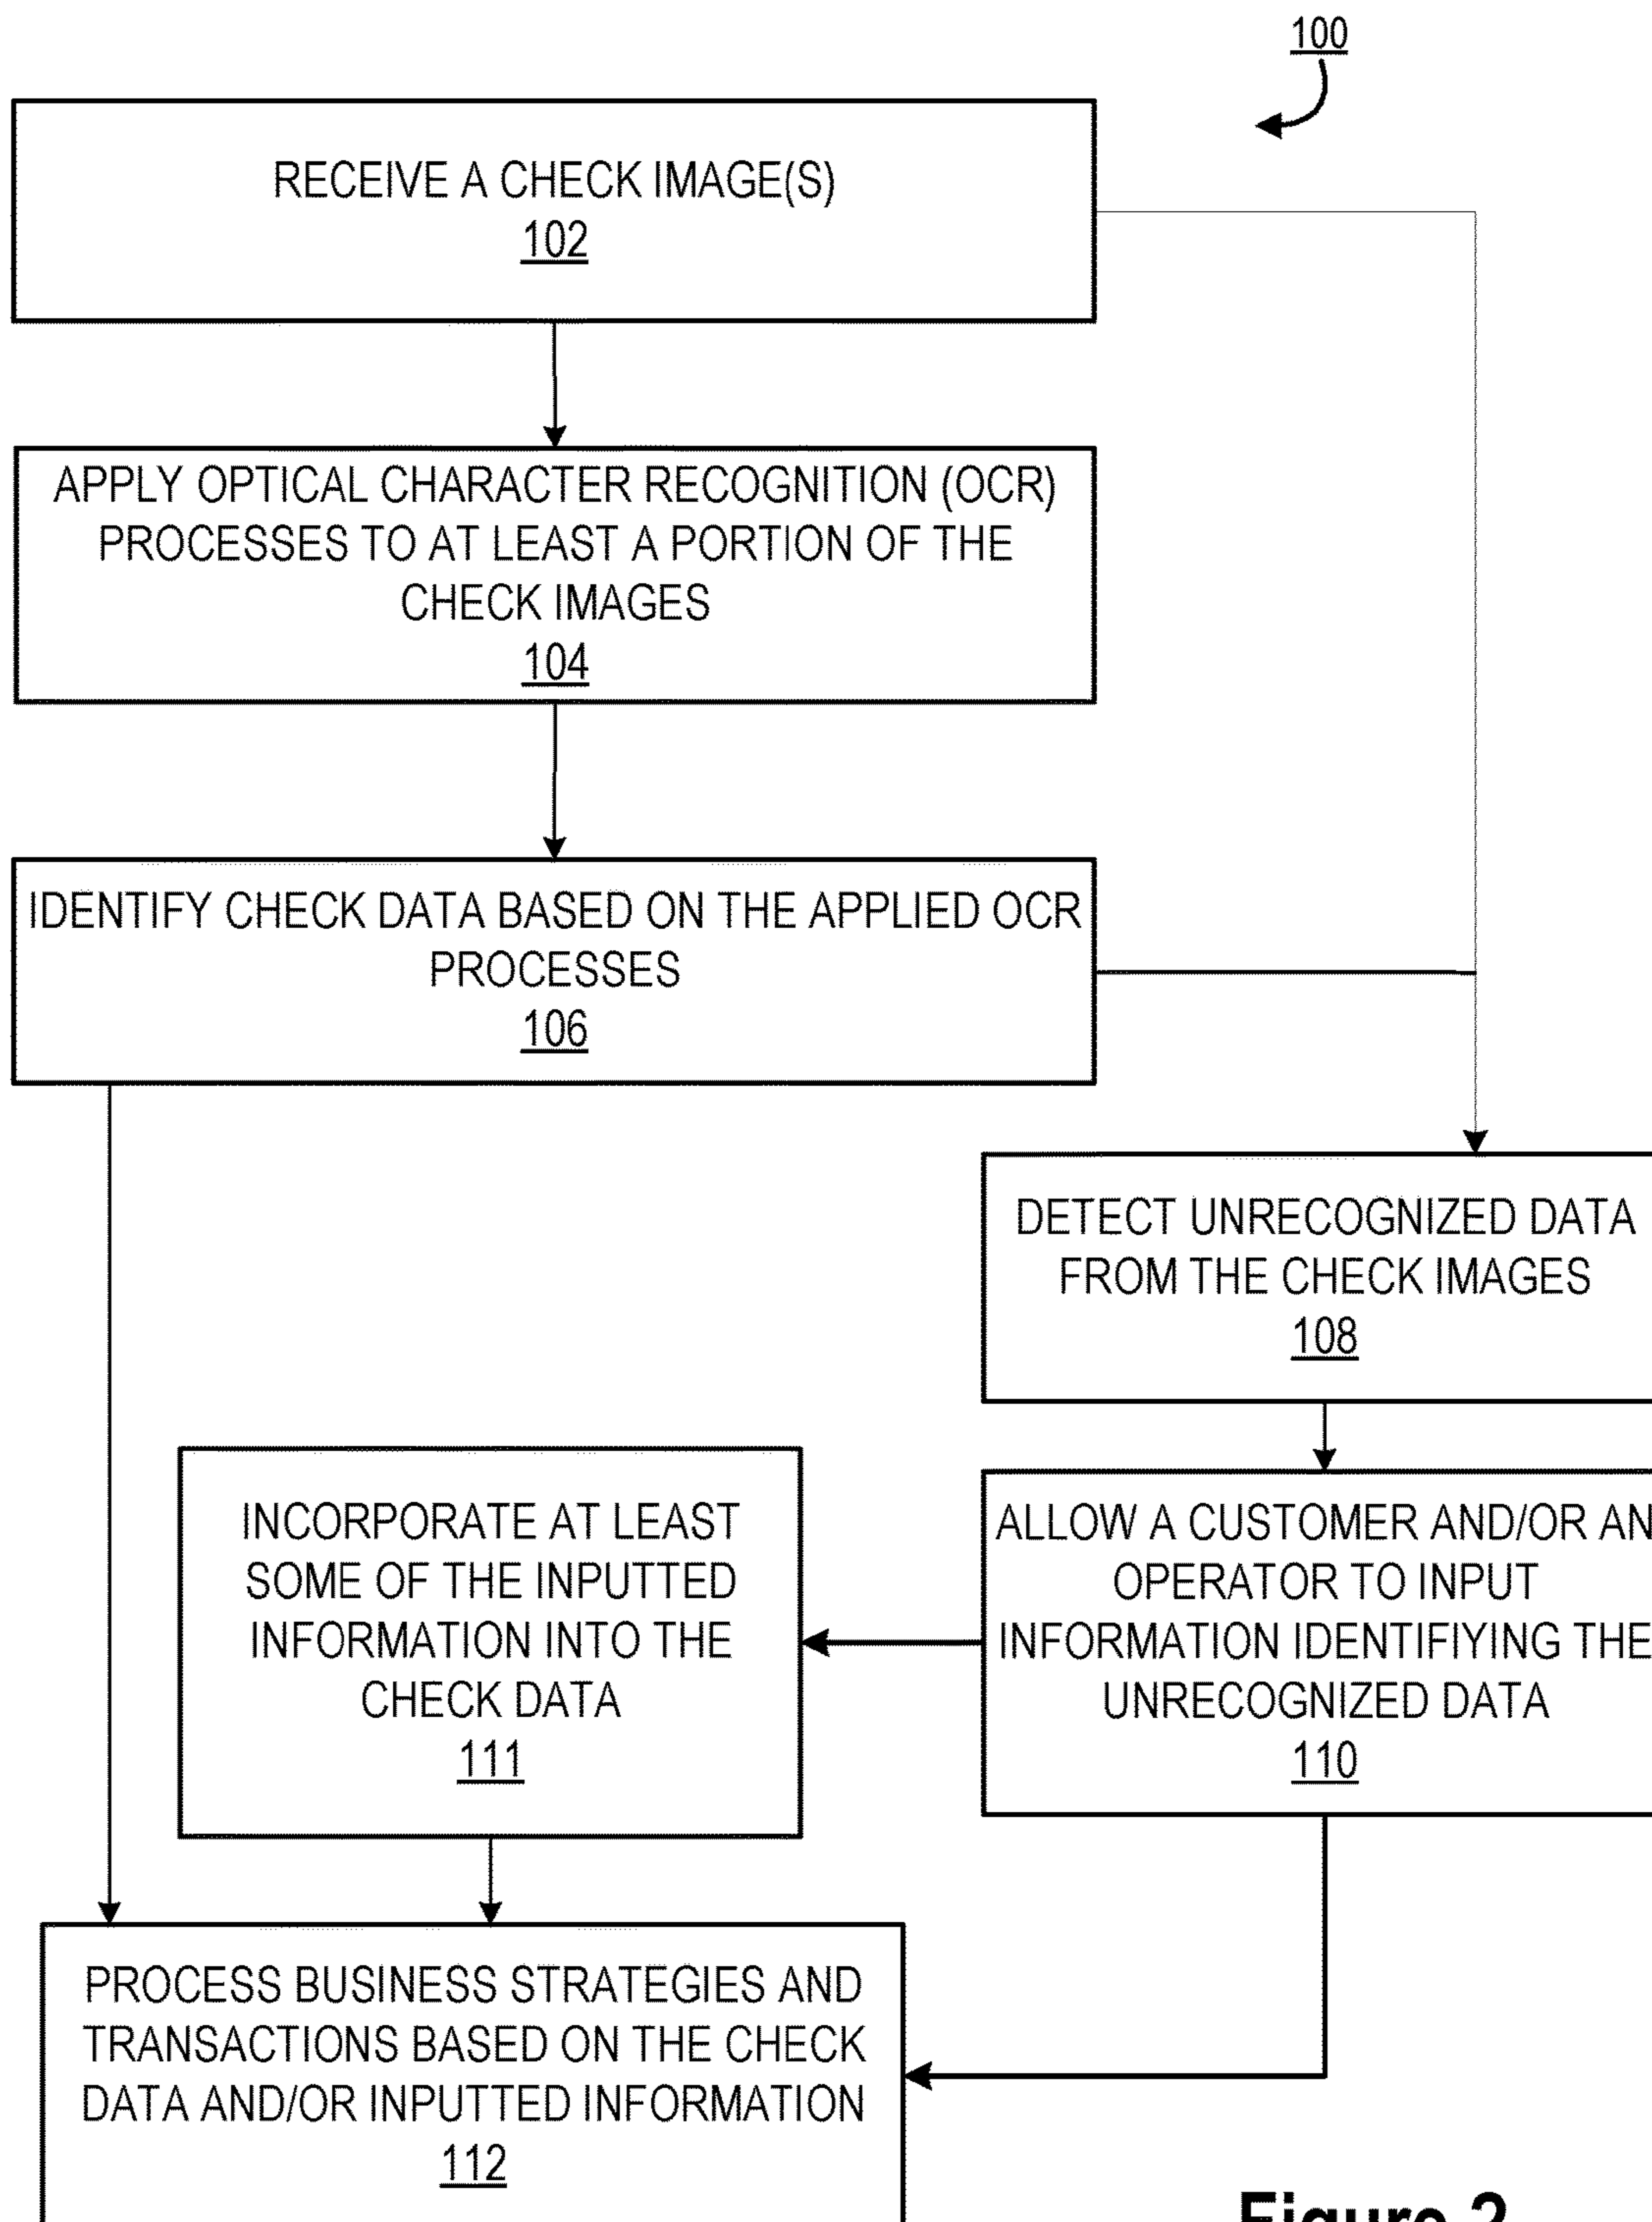 100
RECEIVE A CHECK IMAGE(S)
102
APPLY OPTICAL CHARACTER RECOGNITION (OCR)
PROCESSES TO AT LEAST A PORTION OF THE
CHECK IMAGES
104
IDENTIFY CHECK DATA BASED ON THE APPLIED OCR
PROCESSES
106
DETECT UNRECOGNIZED DATA
FROM THE CHECK IMAGES
108
ALLOW A CUSTOMER AND/OR AN
OPERATOR TO INPUT
INFORMATION IDENTIFIYING THE
UNRECOGNIZED DATA
110
INCORPORATE AT LEAST
SOME OF THE INPUTTED
INFORMATION INTO THE
CHECK DATA
111
PROCESS BUSINESS STRATEGIES AND
TRANSACTIONS BASED ON THE CHECK
DATA AND/OR INPUTTED INFORMATION
112
Figure 2